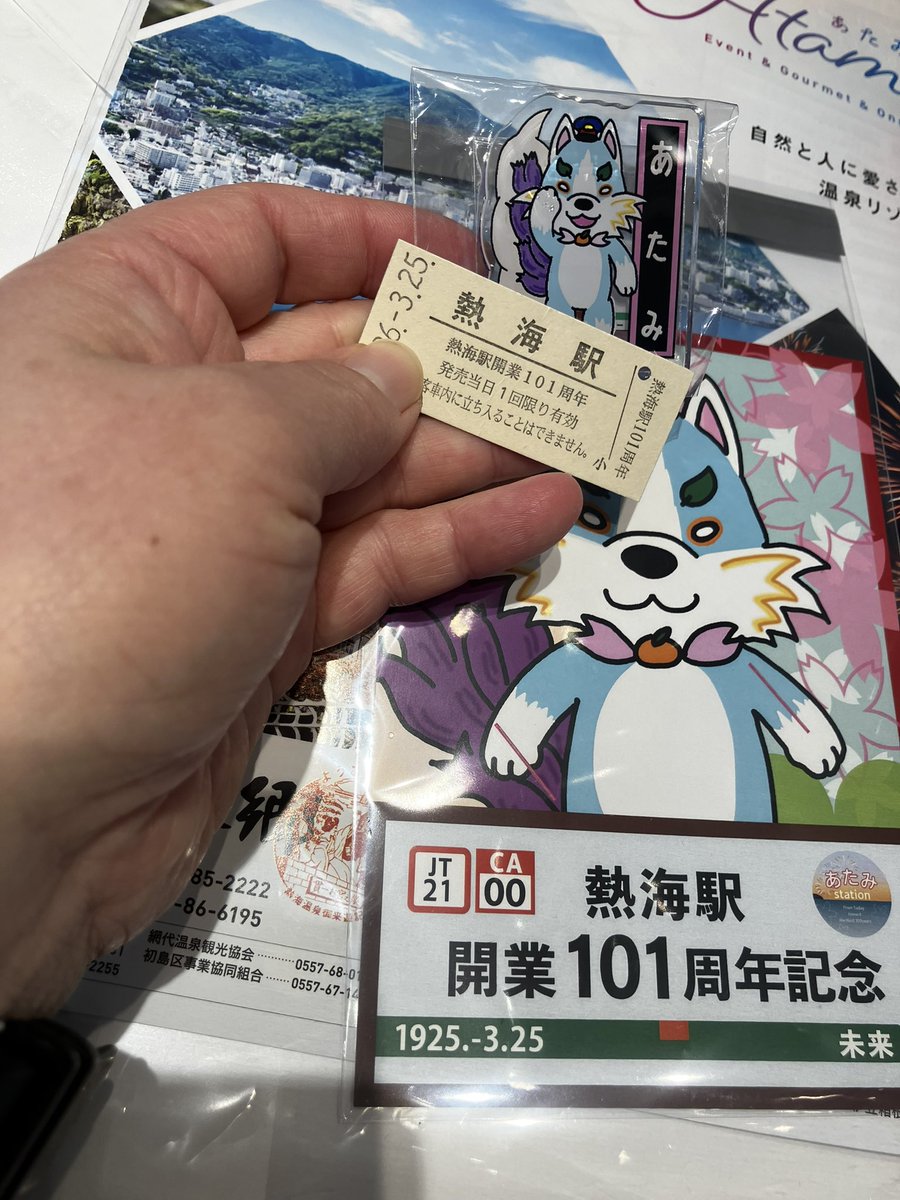 あたみ
Atam
Event & Gourmet & On
自然と人に愛さ
温泉リゾ
あたみ
6.-3.25.
熱海駅
熱海駅開業101周年
発売当日1回限り有効
客車内に立ち入ることはできません。
小
熱海駅101周年
85-2222
-86-6195
網代温泉観光協会………0557-68-01
初島区事業協同組合………0557-67-14
2255
JT
21
CA
00
熱海駅
あたみ
station
開業101周年記念
1925.-3.25
未来